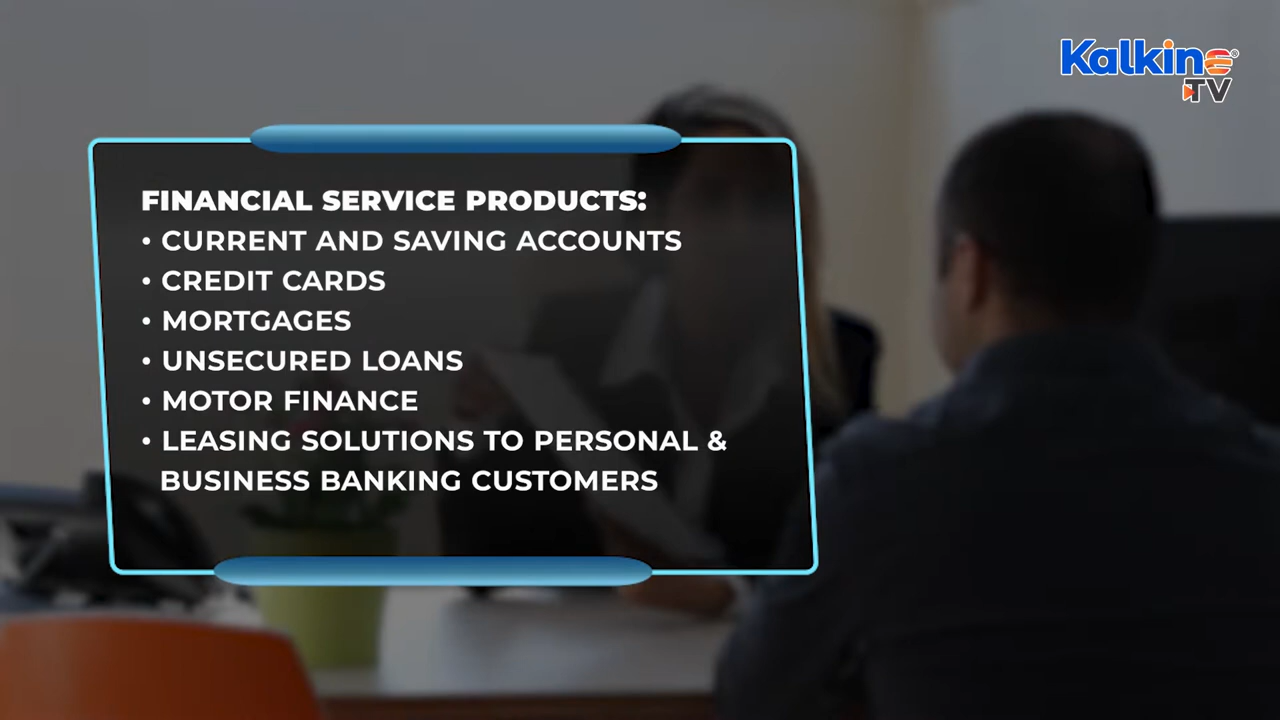 Kalkine®
TV
FINANCIAL SERVICE PRODUCTS:
• CURRENT AND SAVING ACCOUNTS
• CREDIT CARDS
• MORTGAGES
• UNSECURED LOANS
• MOTOR FINANCE
• LEASING SOLUTIONS TO PERSONAL &
BUSINESS BANKING CUSTOMERS